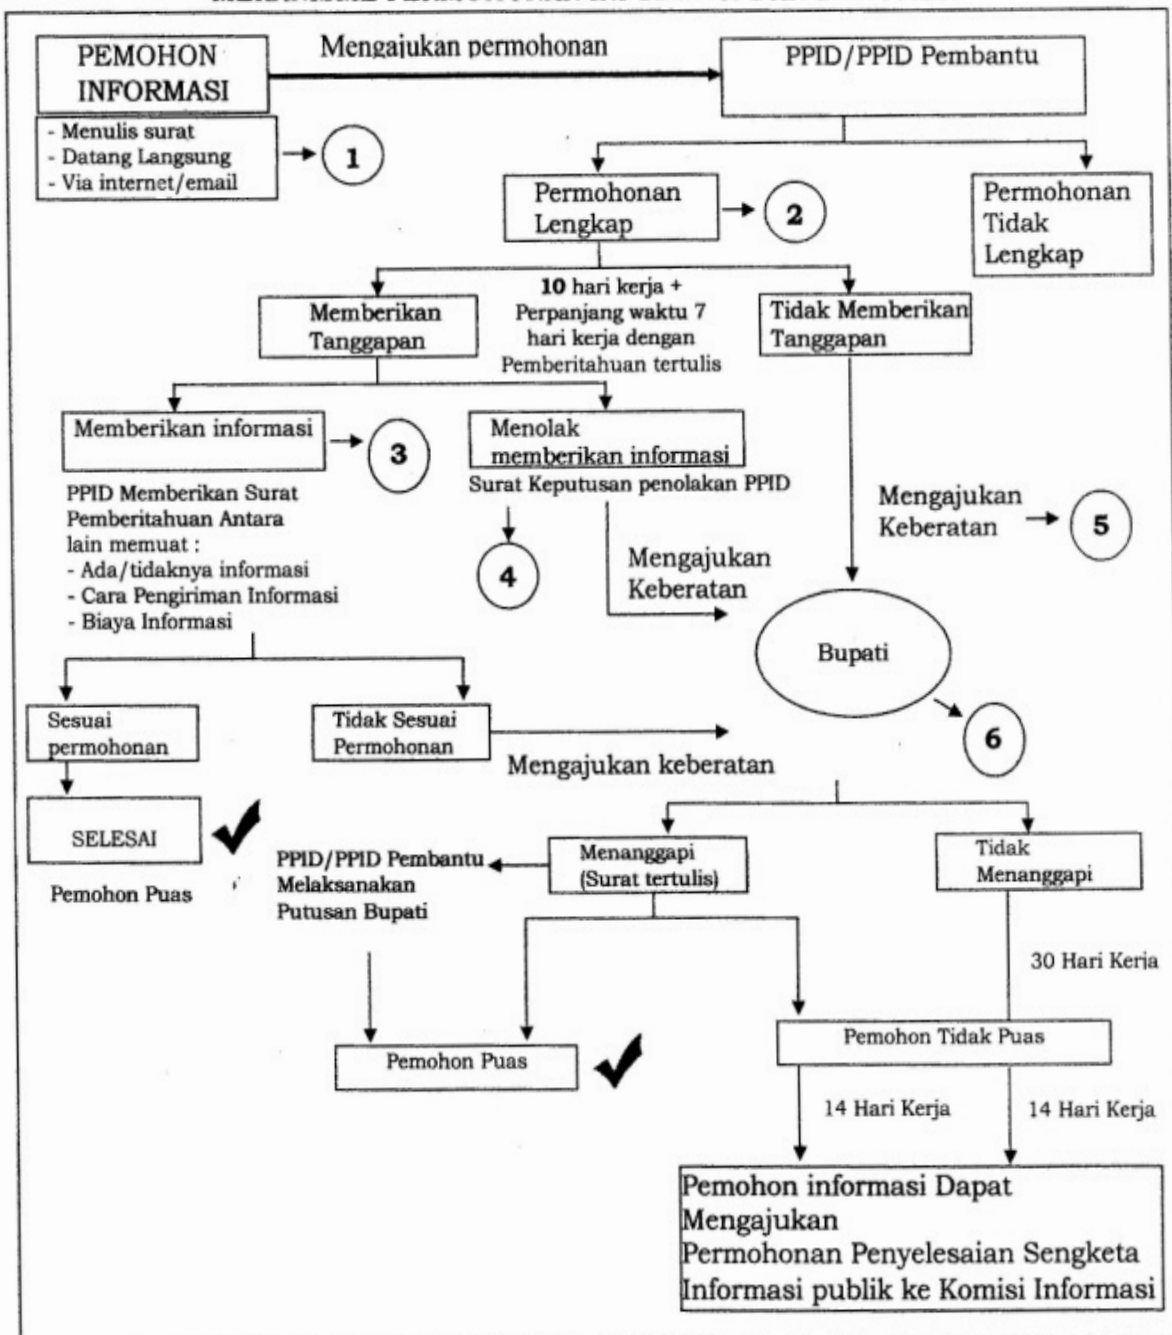 PEMOHON
INFORMASI
Mengajukan permohonan
PPID/PPID Pembantu
- Menulis surat
- Datang Langsung
- Via internet/email
1
Permohonan
Lengkap
2
Permohonan
Tidak
Lengkap
10 hari kerja +
Perpanjang waktu 7
hari kerja dengan
Pemberitahuan tertulis
Memberikan
Tanggapan
Tidak Memberikan
Tanggapan
Memberikan informasi
3
Menolak
memberikan informasi
Surat Keputusan penolakan PPID
4
PPID Memberikan Surat
Pemberitahuan Antara
lain memuat :
- Ada/tidaknya informasi
- Cara Pengiriman Informasi
- Biaya Informasi
Mengajukan
Keberatan
Mengajukan
Keberatan
5
Bupati
6
Sesuai
permohonan
Tidak Sesuai
Permohonan
Mengajukan keberatan
SELESAI
Pemohon Puas
PPID/PPID Pembantu
Melaksanakan
Putusan Bupati
Menanggapi
(Surat tertulis)
Tidak
Menanggapi
30 Hari Kerja
Pemohon Puas
Pemohon Tidak Puas
14 Hari Kerja
14 Hari Kerja
Pemohon informasi Dapat
Mengajukan
Permohonan Penyelesaian Sengketa
Informasi publik ke Komisi Informasi